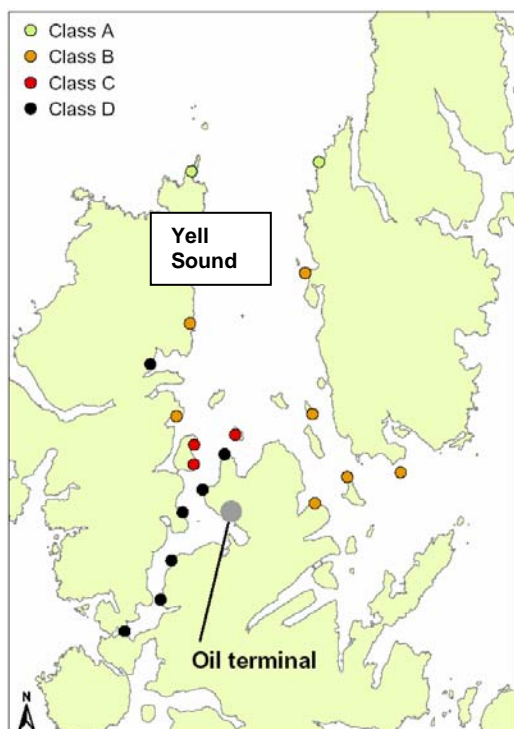 Class A
Class B
Class C
Class D
Yell
Sound
Oil terminal
N